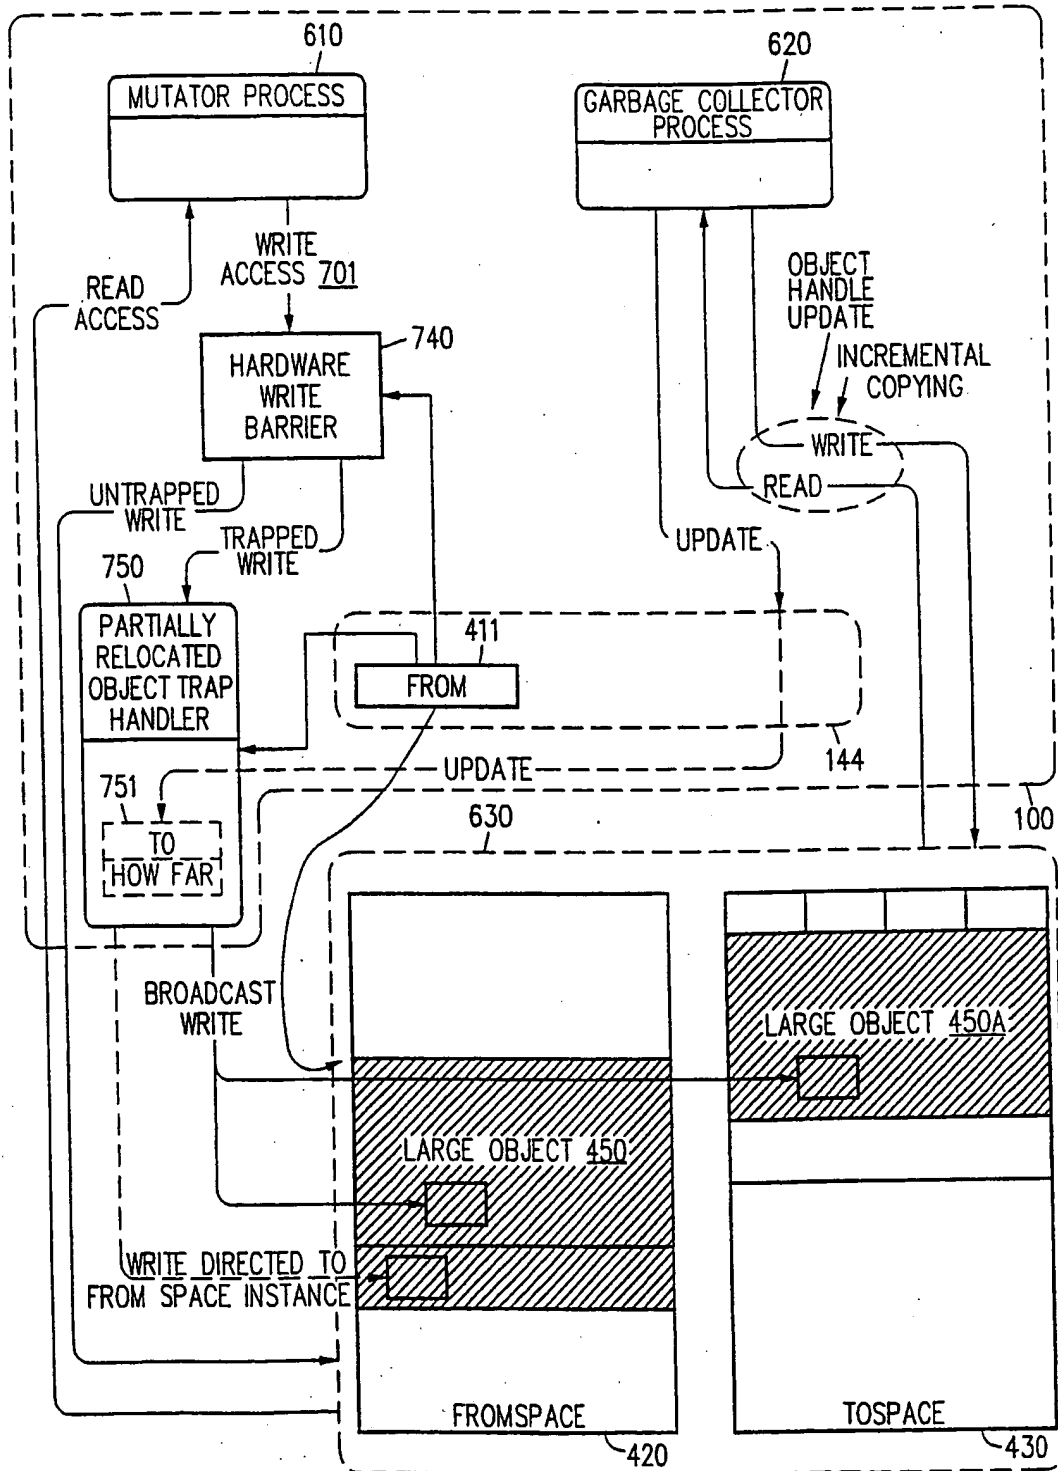 610
620
MUTATOR PROCESS
GARBAGE COLLECTOR
PROCESS
WRITE
ACCESS 701
READ
ACCESS
OBJECT
HANDLE
UPDATE
INCREMENTAL
COPYING
740
HARDWARE
WRITE
BARRIER
WRITE
READ
UNTRAPPED
WRITE
TRAPPED
WRITE
UPDATE
750
PARTIALLY
RELOCATED
OBJECT TRAP
HANDLER
411
FROM
144
UPDATE
751
TO
HOW FAR
630
100
BROADCAST
WRITE
LARGE OBJECT 450A
LARGE OBJECT 450
WRITE DIRECTED TO
FROM SPACE INSTANCE
FROMSPACE
TOSPACE
420
430